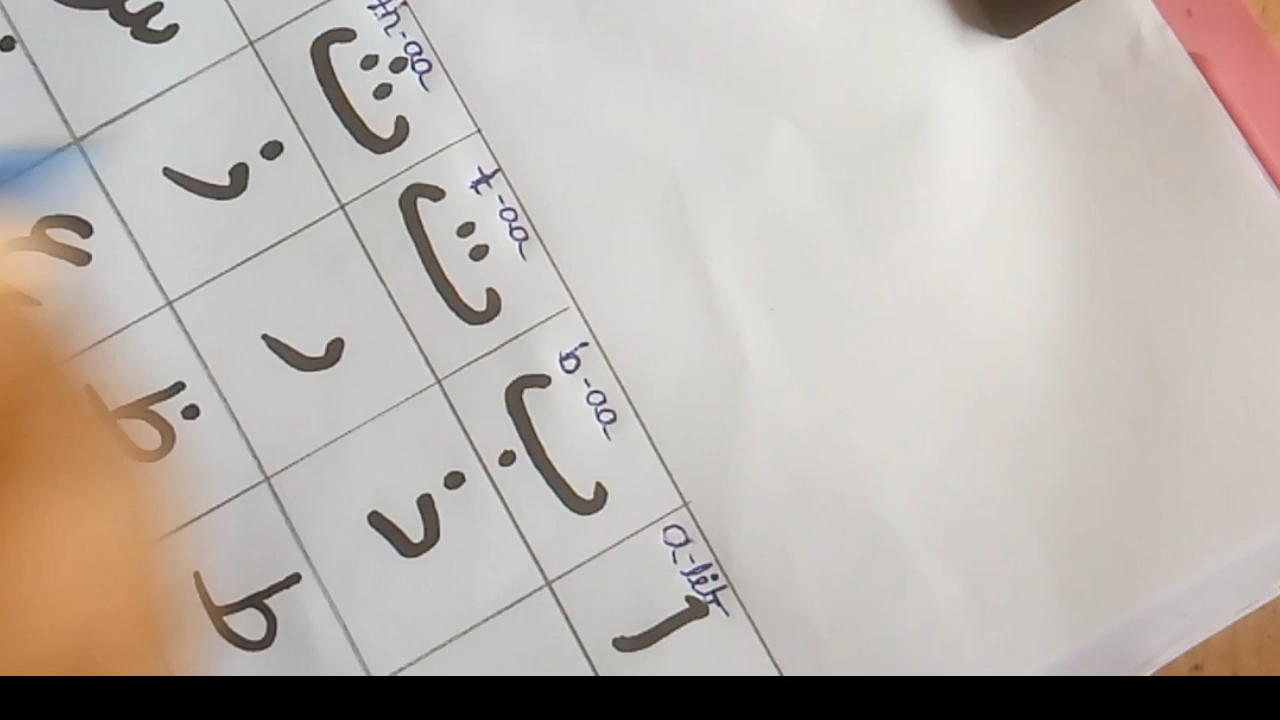 a-lif b-aa t-aa th-aa
ا ب ت ث
ذ ر ز س
ط ظ